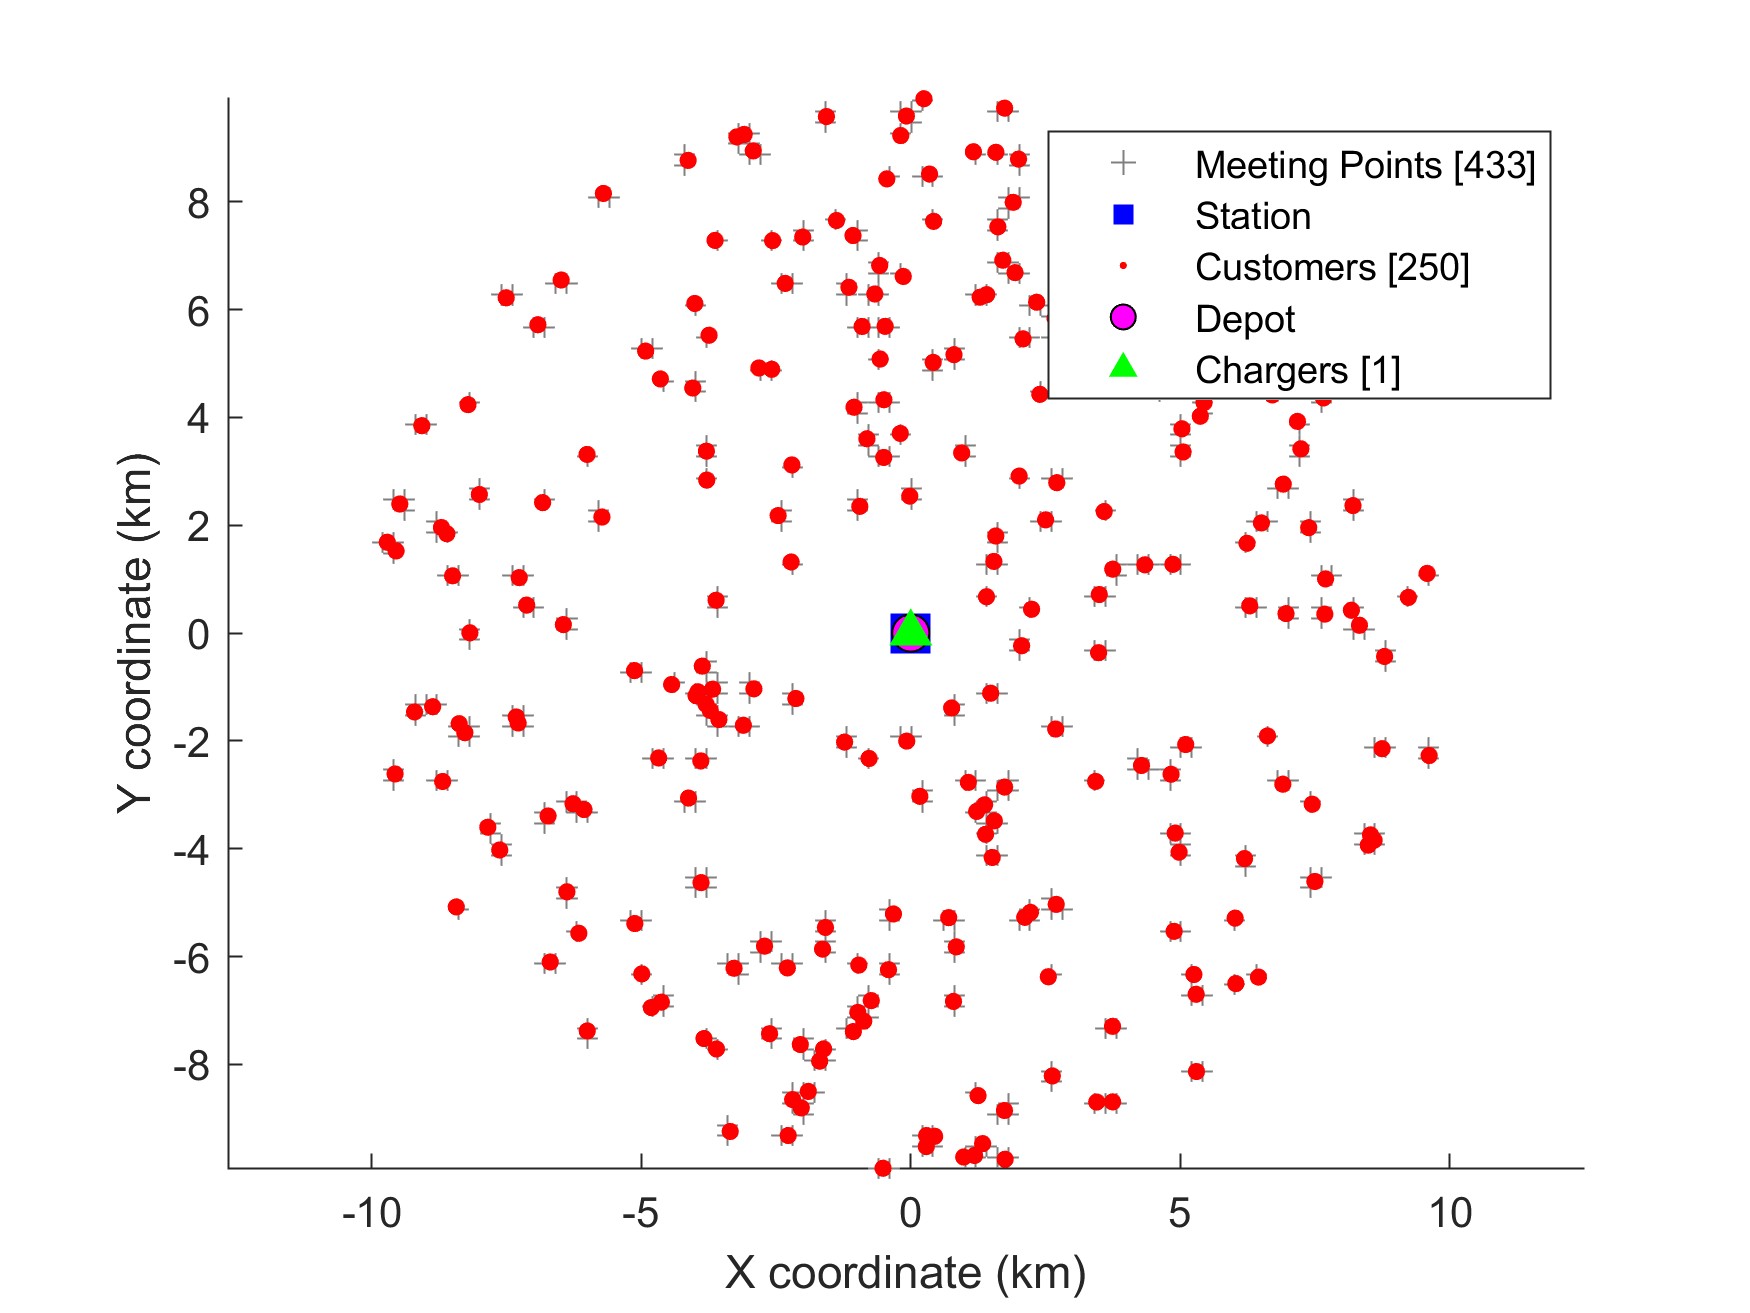 Meeting Points [433]
Station
Customers [250]
Depot
Chargers [1]
8
6
4
2
0
-2
-4
-6
-8
Y coordinate (km)
-10 -5 0 5 10
X coordinate (km)